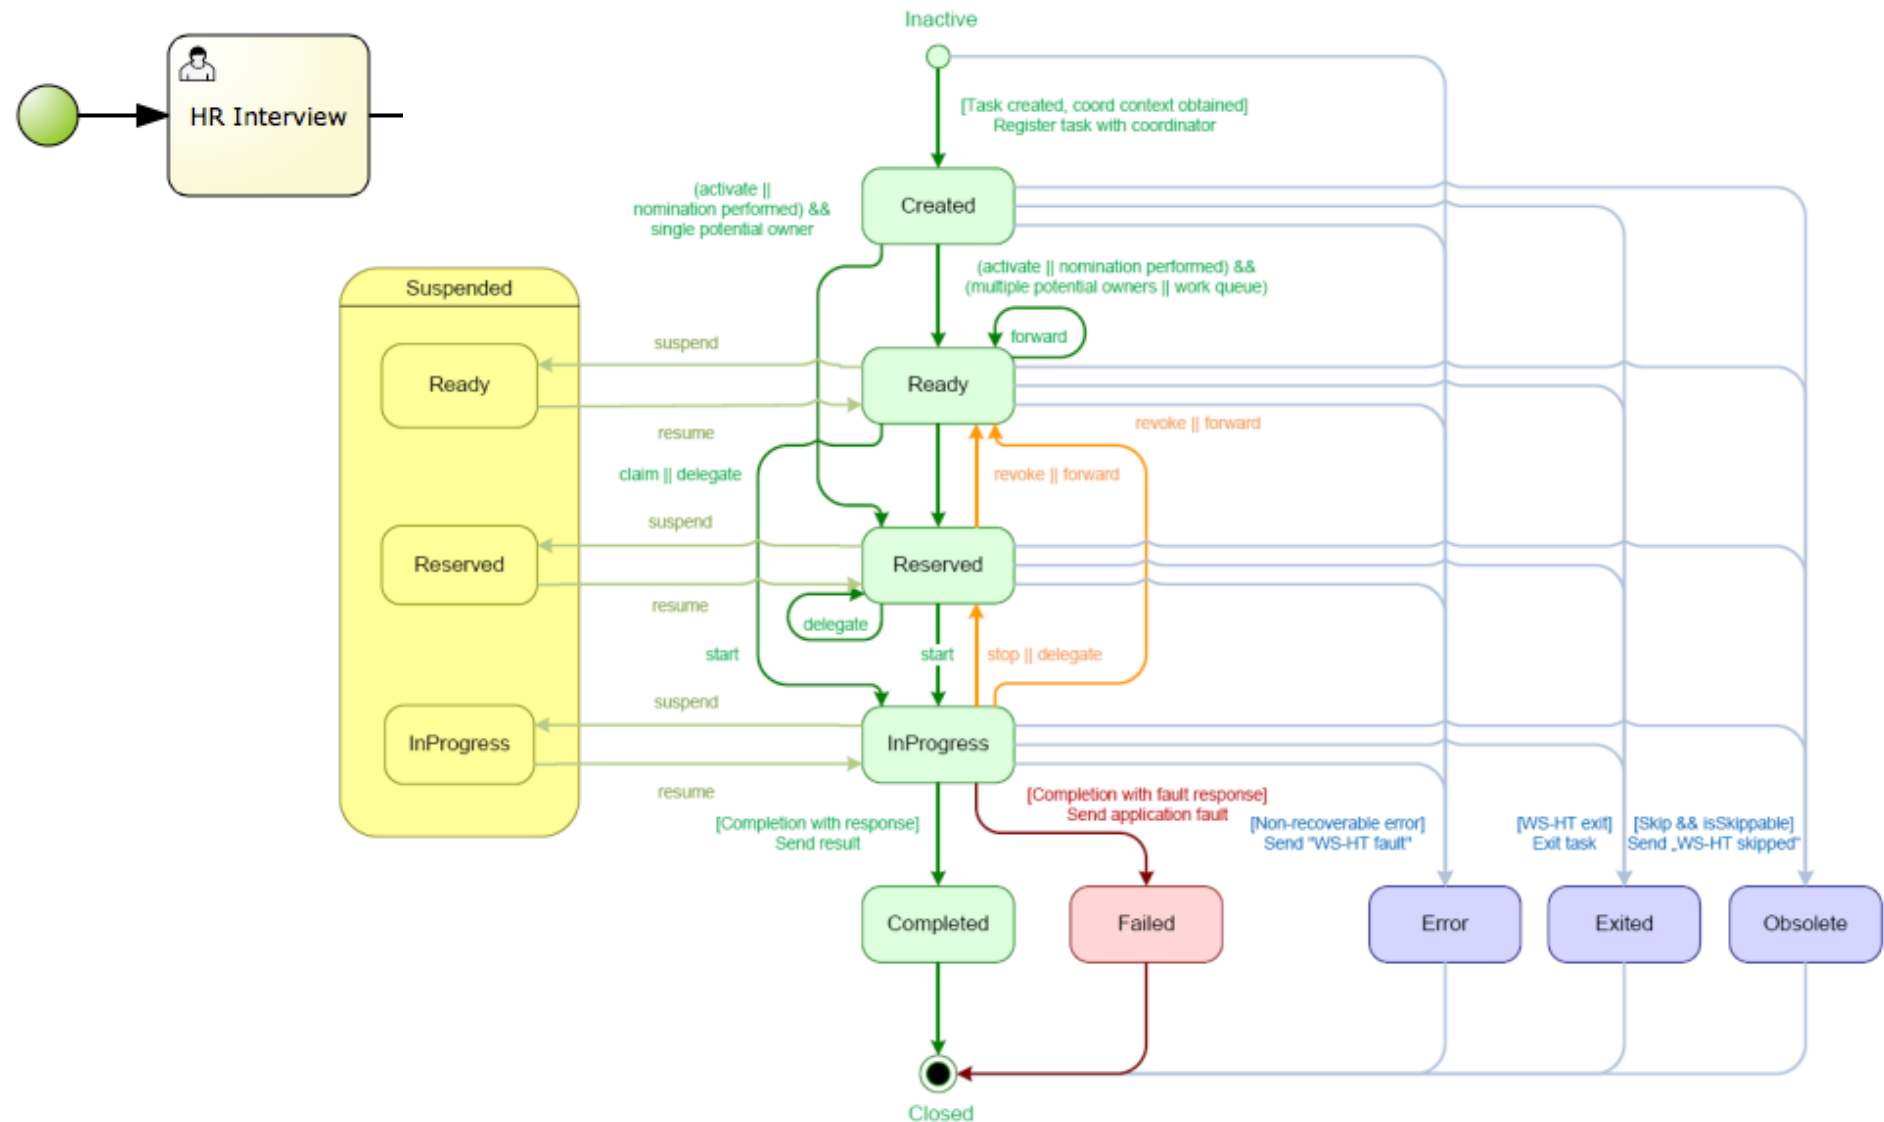 Inactive
HR Interview
[Task created, coord context obtained]
Register task with coordinator
(activate ||
nomination performed) &&
single potential owner
Created
(activate || nomination performed) &&
(multiple potential owners || work queue)
Suspended
forward
suspend
Ready
Ready
resume
revoke || forward
claim || delegate
revoke || forward
suspend
Reserved
Reserved
resume
delegate
start
start
stop || delegate
suspend
InProgress
InProgress
resume
[Completion with response]
Send result
[Completion with fault response]
Send application fault
[Non-recoverable error]
Send "WS-HT fault"
[WS-HT exit]
Exit task
[Skip && isSkippable]
Send „WS-HT skipped"
Completed
Failed
Error
Exited
Obsolete
Closed